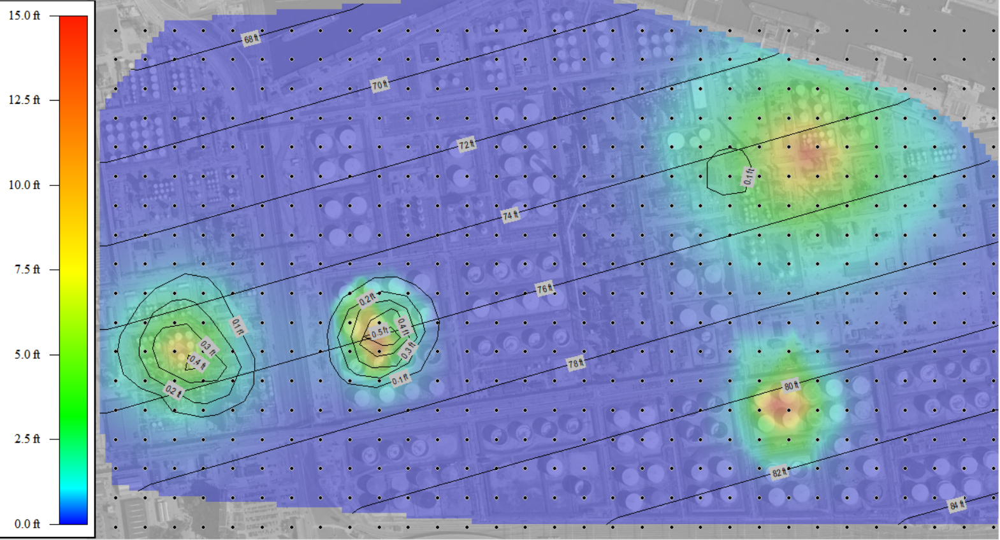 15.0 ft
12.5 ft
10.0 ft
7.5 ft
5.0 ft
2.5 ft
0.0 ft
68 ft
70 ft
72 ft
74 ft
76 ft
78 ft
80 ft
82 ft
84 ft
0.1 ft
0.1 ft
0.3 ft
0.4 ft
0.2 ft
0.2 ft
0.4 ft
0.5 ft
0.3 ft
0.1 ft